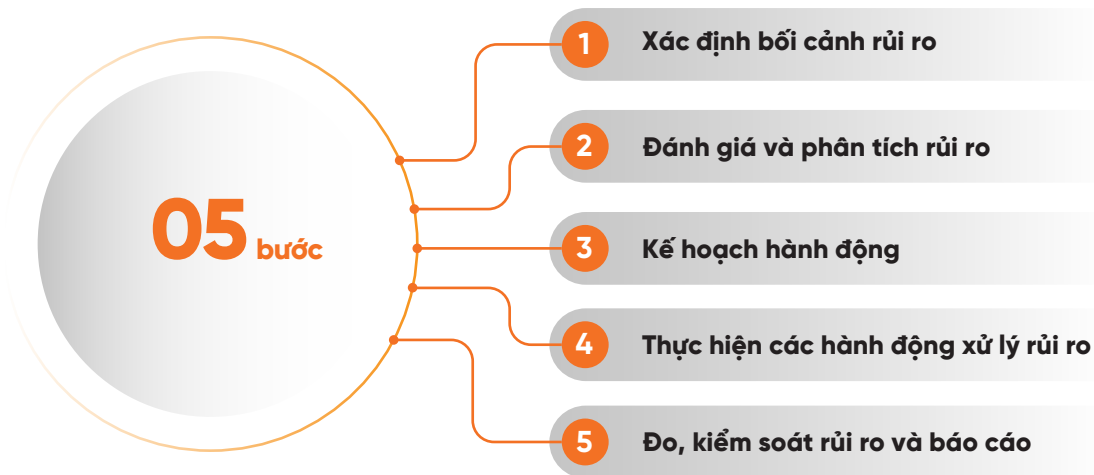 05 bước
1 Xác định bối cảnh rủi ro
2 Đánh giá và phân tích rủi ro
3 Kế hoạch hành động
4 Thực hiện các hành động xử lý rủi ro
5 Đo, kiểm soát rủi ro và báo cáo